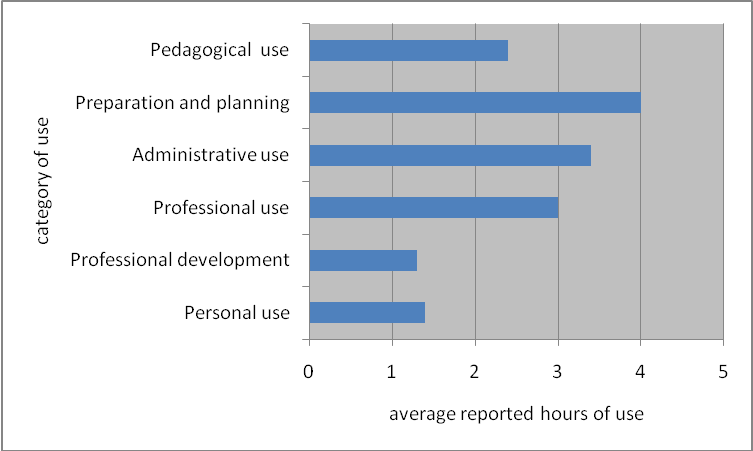 Pedagogical use
Preparation and planning
Administrative use
Professional use
Professional development
Personal use
category of use
0 1 2 3 4 5
average reported hours of use